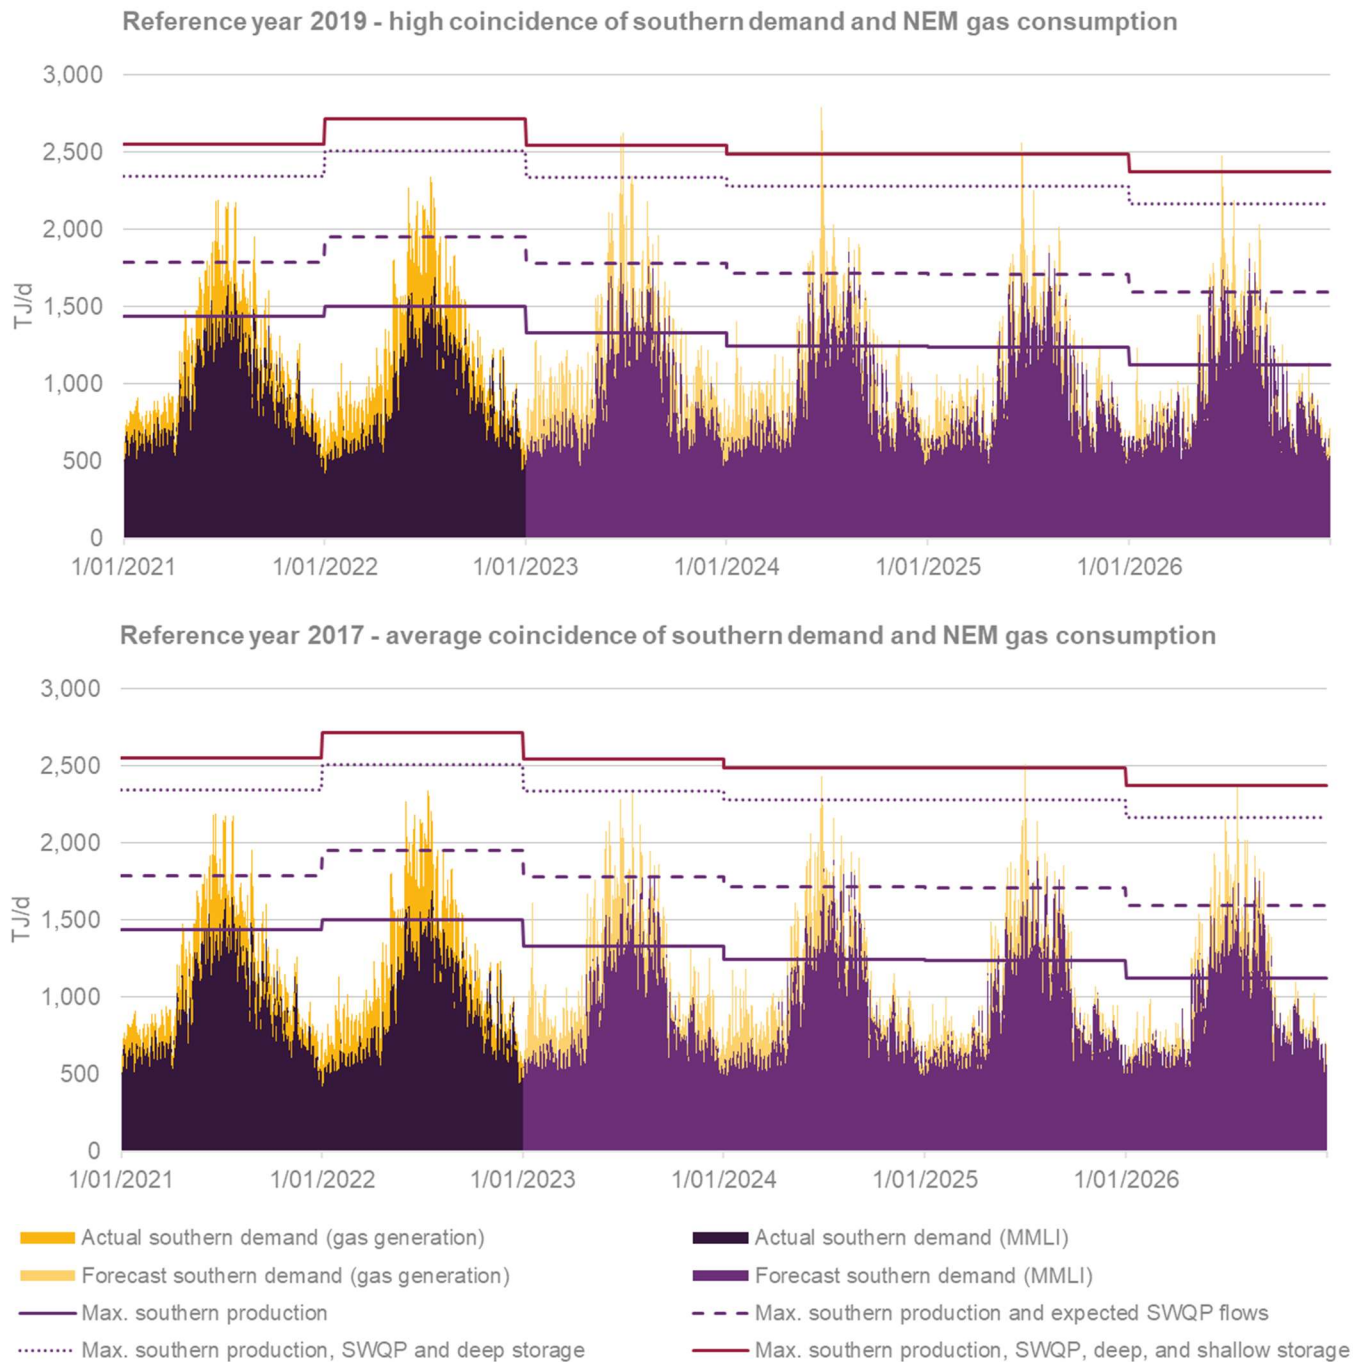 Reference year 2019 - high coincidence of southern demand and NEM gas consumption
3,000
2,500
2,000
1,500
1,000
500
0
TJ/d
1/01/2021 1/01/2022 1/01/2023 1/01/2024 1/01/2025 1/01/2026
Reference year 2017 - average coincidence of southern demand and NEM gas consumption
3,000
2,500
2,000
1,500
1,000
500
0
TJ/d
1/01/2021 1/01/2022 1/01/2023 1/01/2024 1/01/2025 1/01/2026
Actual southern demand (gas generation)
Actual southern demand (MMLI)
Forecast southern demand (gas generation)
Forecast southern demand (MMLI)
Max. southern production
Max. southern production and expected SWQP flows
Max. southern production, SWQP and deep storage
Max. southern production, SWQP, deep, and shallow storage